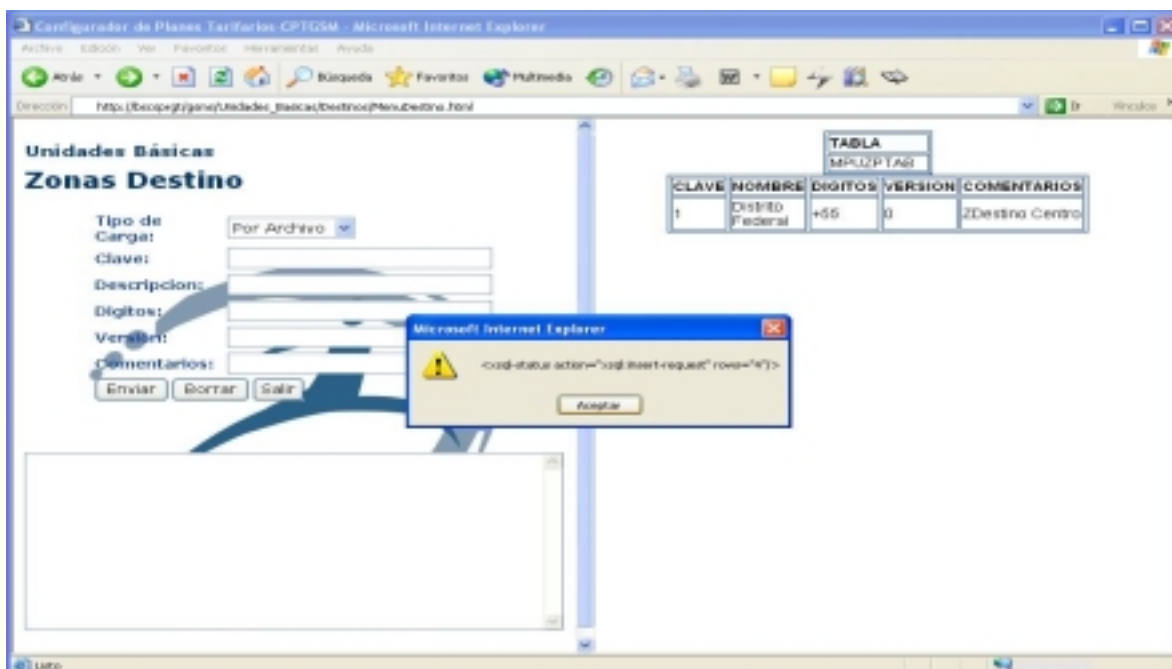 Configurador de Planes Tarifarios-CPTGSM - Microsoft Internet Explorer
Archivo Edición Ver Favoritos Herramientas Ayuda
Atrás Búsqueda Favoritos Multimedia
Dirección Ir Vínculos
Unidades Básicas
Zonas Destino
Tipo de Carga: Por Archivo
Clave:
Descripcion:
Digitos:
Versión:
Comentarios:
Enviar Borrar Salir
TABLA
MPUZPTAB
CLAVE NOMBRE DIGITOS VERSION COMENTARIOS
1 Distrito Federal +55 0 ZDestino Centro
Microsoft Internet Explorer
<xsql-status action="xsql:insert-request" rows="4"/>
Aceptar
Listo